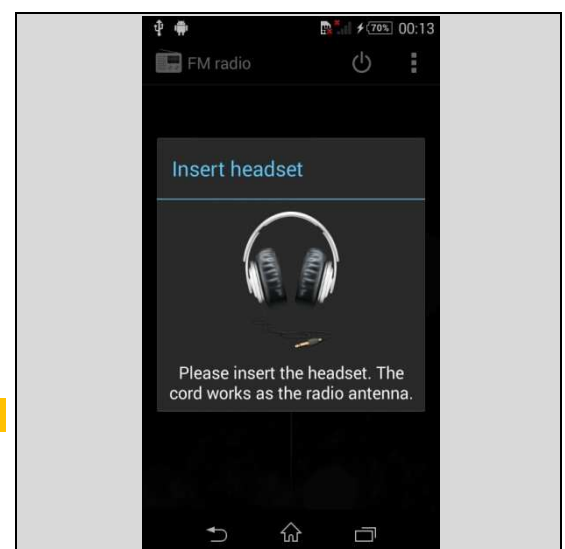 70% 00:13
FM radio
Insert headset
Please insert the headset. The
cord works as the radio antenna.